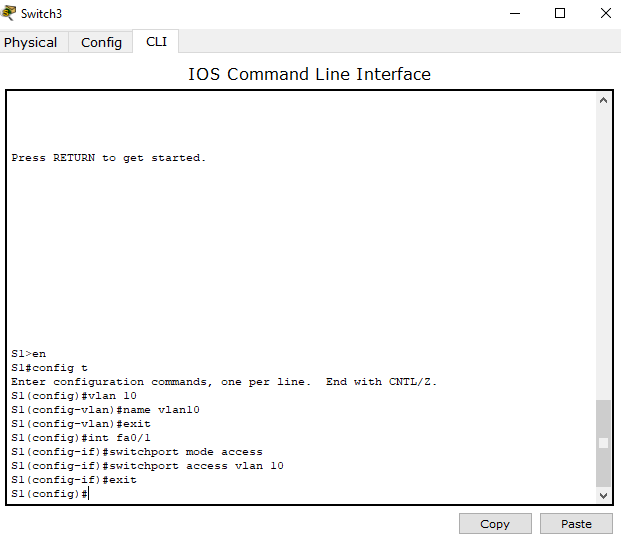 Switch3
Physical Config CLI
IOS Command Line Interface
Press RETURN to get started.
S1>en
S1#config t
Enter configuration commands, one per line.  End with CNTL/Z.
S1(config)#vlan 10
S1(config-vlan)#name vlan10
S1(config-vlan)#exit
S1(config)#int fa0/1
S1(config-if)#switchport mode access
S1(config-if)#switchport access vlan 10
S1(config-if)#exit
S1(config)#
Copy Paste